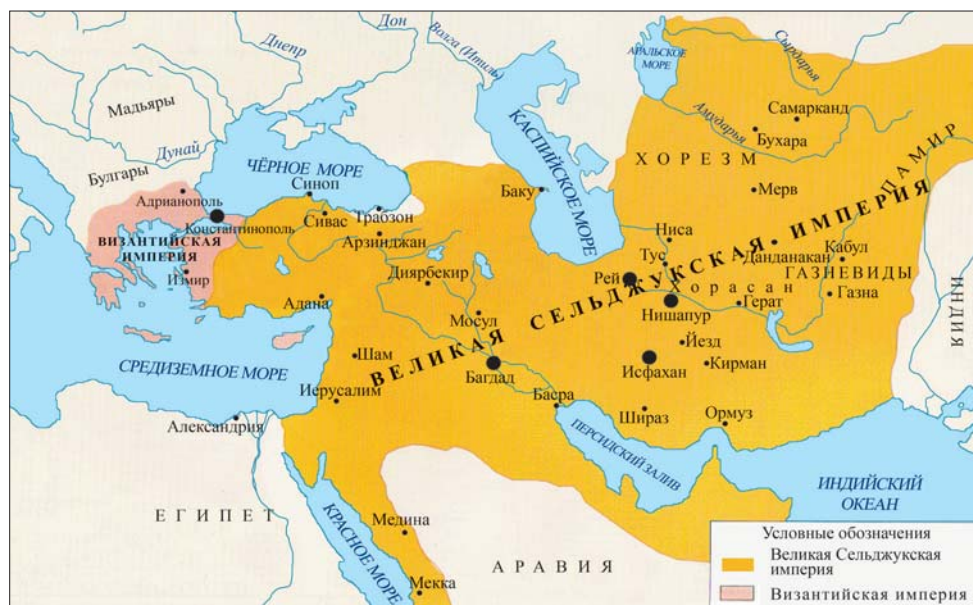 Дон
Днепр
Волга (Итиль)
Сырдарья
АРАЛЬСКОЕ
МОРЕ
Мадьяры
Самарканд
Амударья
Бухара
Дунай
Булгары
КАСПИЙСКОЕ МОРЕ
ХОРЕЗМ
ПАМИР
ЧЁРНОЕ МОРЕ
Адрианополь
Синоп
Баку
Мерв
Константинополь
Сивас
Трабзон
ВИЗАНТИЙСКАЯ
ИМПЕРИЯ
Арзинджан
Ниса
Тус
Данданакан
Кабул
ГАЗНЕВИДЫ
Измир
Диярбекир
Рей
Хорасан
Газна
Адана
Нишапур
Герат
ИНДИЯ
Мосул
ВЕЛИКАЯ СЕЛЬДЖУКСКАЯ ИМПЕРИЯ
Йезд
СРЕДИЗЕМНОЕ МОРЕ
Шам
Багдад
Исфахан
Кирман
Иерусалим
Басра
Шираз
Ормуз
Александрия
ПЕРСИДСКИЙ
ЗАЛИВ
ИНДИЙСКИЙ
ОКЕАН
ЕГИПЕТ
КРАСНОЕ МОРЕ
Медина
АРАВИЯ
Мекка
Условные обозначения
Великая Сельджукская
империя
Византийская империя